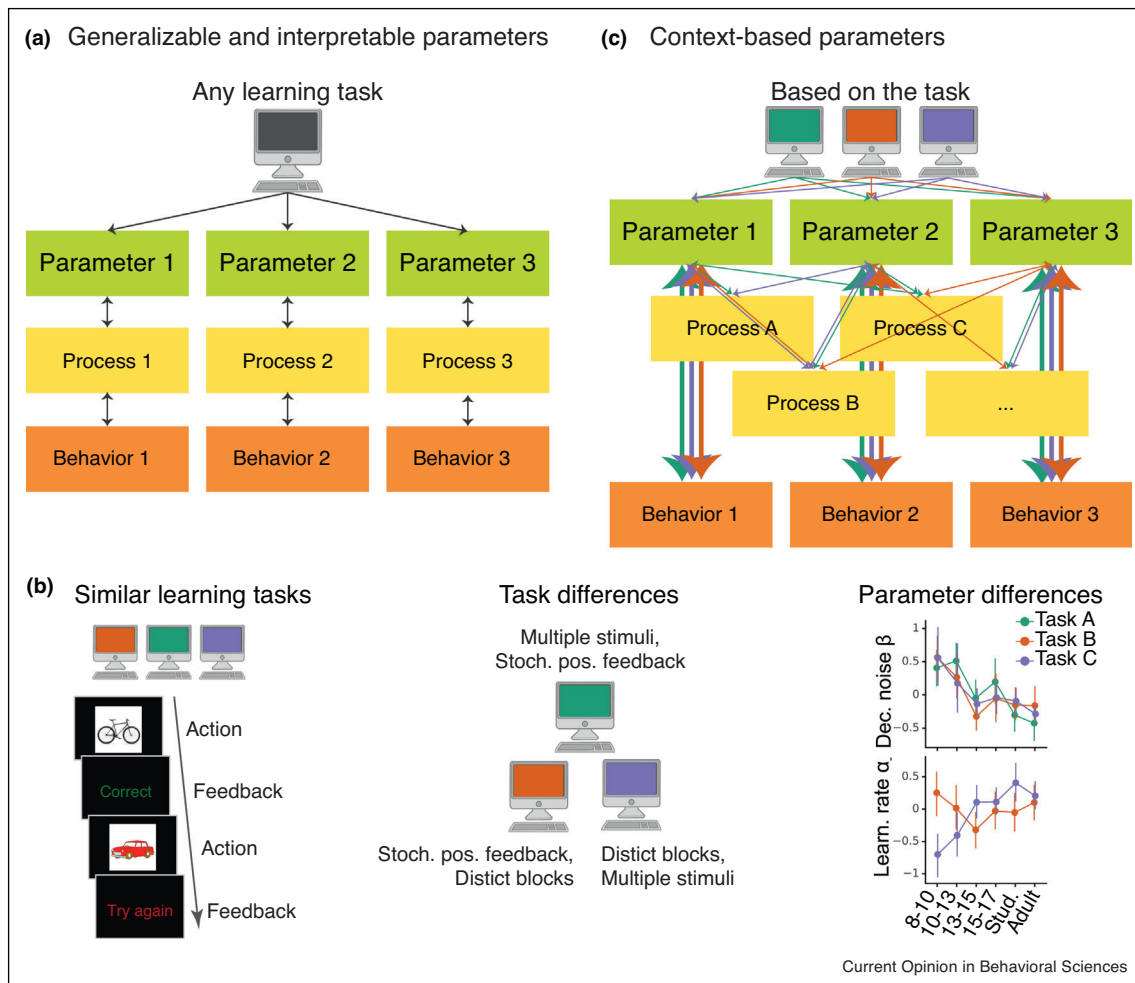 (a) Generalizable and interpretable parameters
Any learning task
Parameter 1 Parameter 2 Parameter 3
Process 1 Process 2 Process 3
Behavior 1 Behavior 2 Behavior 3
(c) Context-based parameters
Based on the task
Parameter 1 Parameter 2 Parameter 3
Process A Process C
Process B ...
Behavior 1 Behavior 2 Behavior 3
(b) Similar learning tasks
Action
Correct
Feedback
Action
Try again
Feedback
Task differences
Multiple stimuli,
Stoch. pos. feedback
Stoch. pos. feedback,
Distict blocks
Distict blocks,
Multiple stimuli
Parameter differences
Task A
Task B
Task C
Dec. noise β
1
0.5
0
−0.5
Learn. rate α
0.5
0
−0.5
−1
8-10
10-13
13-15
15-17
Stud.
Adult
Current Opinion in Behavioral Sciences